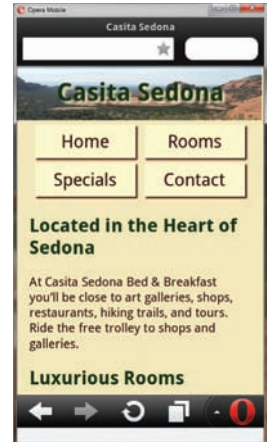 Opera Mobile
Casita Sedona
Casita Sedona
Home Rooms
Specials Contact
Located in the Heart of
Sedona
At Casita Sedona Bed & Breakfast
you'll be close to art galleries, shops,
restaurants, hiking trails, and tours.
Ride the free trolley to shops and
galleries.
Luxurious Rooms